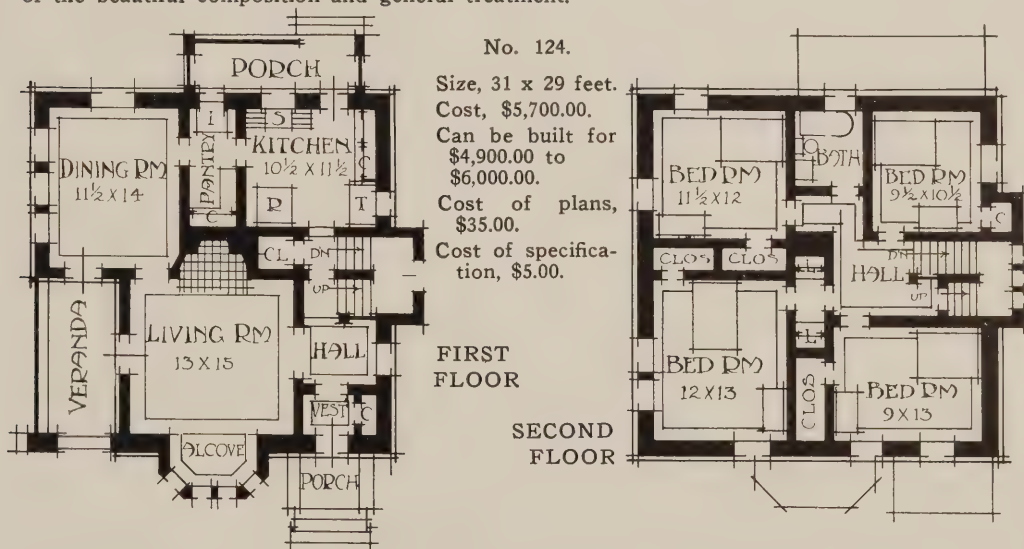 of the beautiful composition and general treatment.
No. 124.
Size, 31 x 29 feet.
Cost, $5,700.00.
Can be built for
$4,900.00 to
$6,000.00.
Cost of plans,
$35.00.
Cost of specifica-
tion, $5.00.
FIRST
FLOOR
PORCH
DINING RM
11½ X 14
I
PANTRY
C
S
KITCHEN
10½ X 11½
C
R
T
CL
DN
UP
VERANDA
LIVING RM
13 X 15
HALL
VEST
C
ALCOVE
PORCH
SECOND
FLOOR
BED RM
11½ X 12
BATH
BED RM
9½ X 10½
C
CLOS
CLOS
L
HALL
DN
UP
L
BED RM
12 X 13
CLOS
BED RM
9 X 13